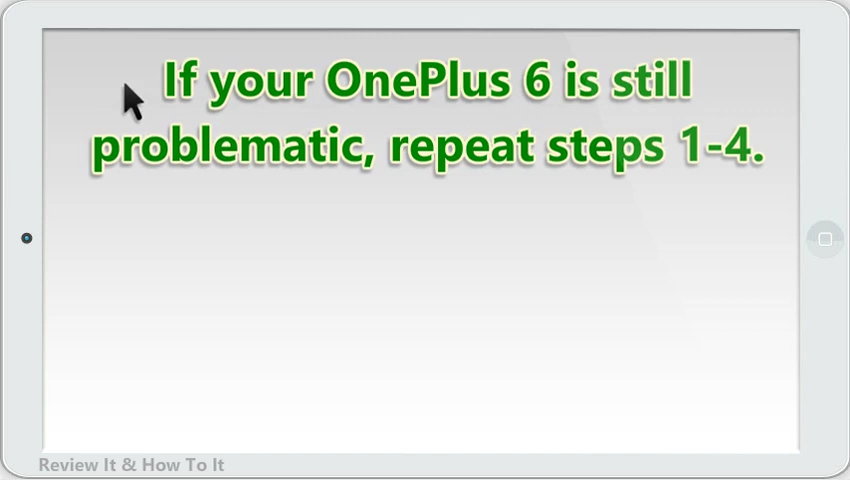 If your OnePlus 6 is still
problematic, repeat steps 1-4.
Review It & How To It